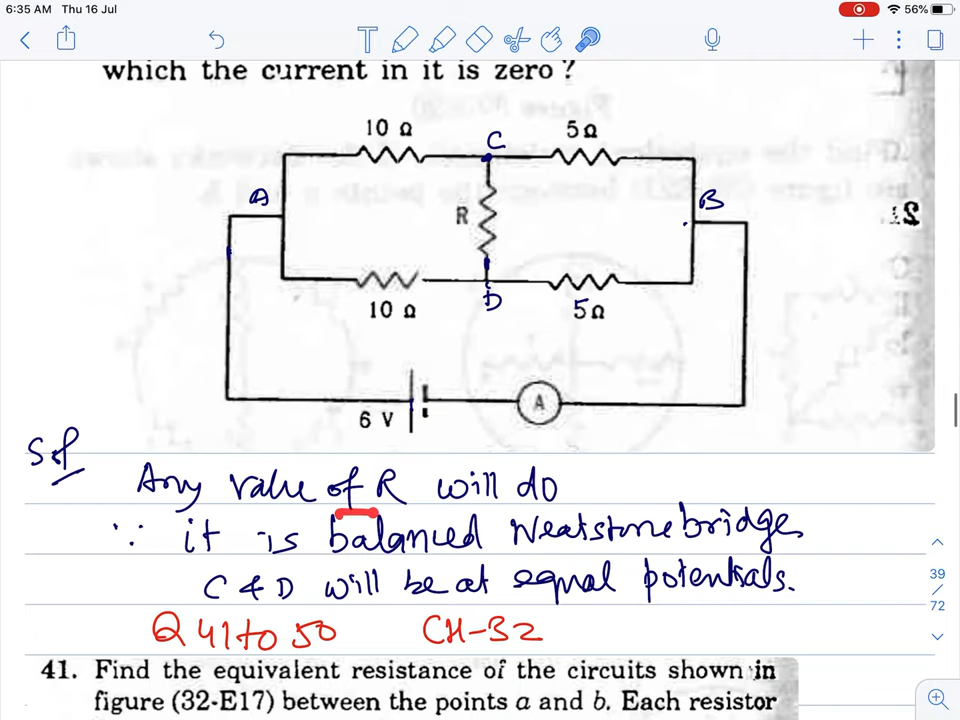 6:35 AM Thu 16 Jul
56%
T
which the current in it is zero ?
10 Ω C 5Ω
A B
R
10 Ω D 5Ω
6 V A
Sol
Any value of R will do
∵ it is balanced Weatstone bridge
C & D will be at equal potentials.
Q 41 to 50 CH-32
39
/
72
41. Find the equivalent resistance of the circuits shown in
figure (32-E17) between the points a and b. Each resistor